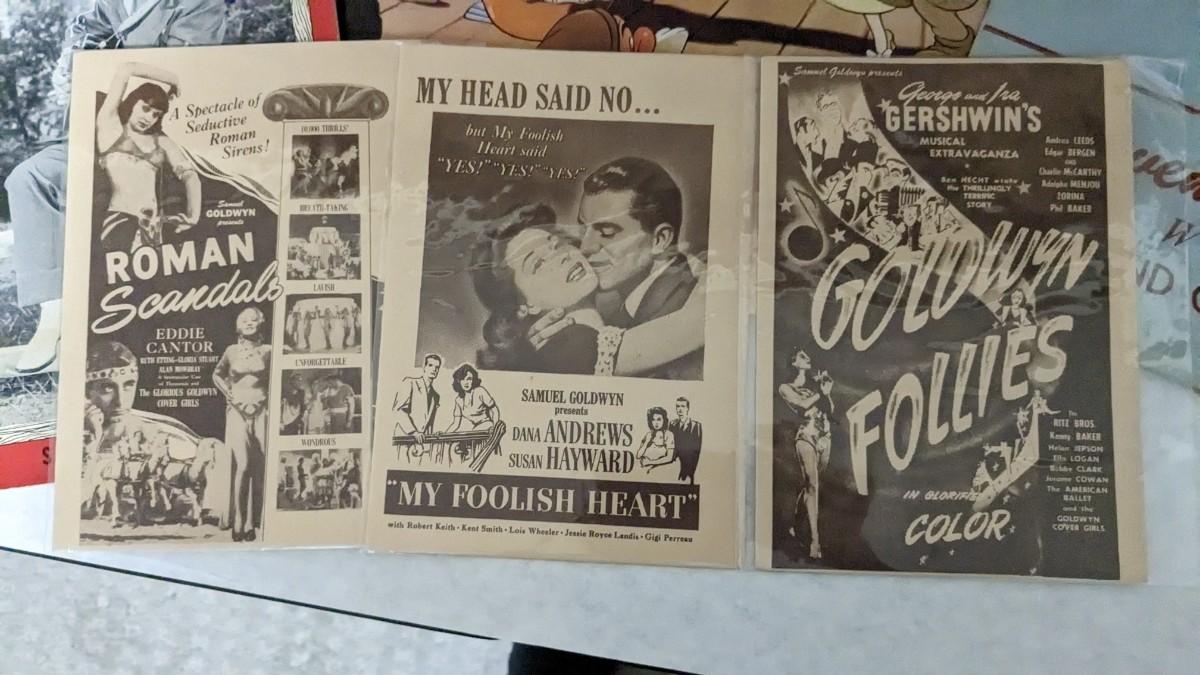 A Spectacle of
Seductive
Roman
Sirens!
Samuel
GOLDWYN
presents
ROMAN
Scandals
EDDIE
CANTOR
RUTH ETTING-GLORIA STUART
ALAN MOWBRAY
A Spectacular Cast
of Thousands and
The GLORIOUS GOLDWYN
COVER GIRLS
10,000 THRILLS!
BREATH-TAKING
LAVISH
UNFORGETTABLE
WONDROUS
MY HEAD SAID NO...
but My Foolish
Heart said
"YES!" "YES!" "YES!"
SAMUEL GOLDWYN
presents
DANA ANDREWS
SUSAN HAYWARD
"MY FOOLISH HEART"
with Robert Keith • Kent Smith • Lois Wheeler • Jessie Royce Landis • Gigi Perreau
Samuel Goldwyn presents
George and Ira
GERSHWIN'S
MUSICAL
EXTRAVAGANZA
Ben HECHT wrote
the THRILLINGLY
TERRIFIC
STORY
Andrea LEEDS
Edgar BERGEN
AND
Charlie McCARTHY
Adolphe MENJOU
ZORINA
Phil BAKER
GOLDWYN
FOLLIES
IN GLORIFIED
COLOR
The
RITZ BROS.
Kenny BAKER
Helen JEPSON
Ella LOGAN
Bobby CLARK
Jerome COWAN
The AMERICAN
BALLET
and the
GOLDWYN
COVER GIRLS
W
ND